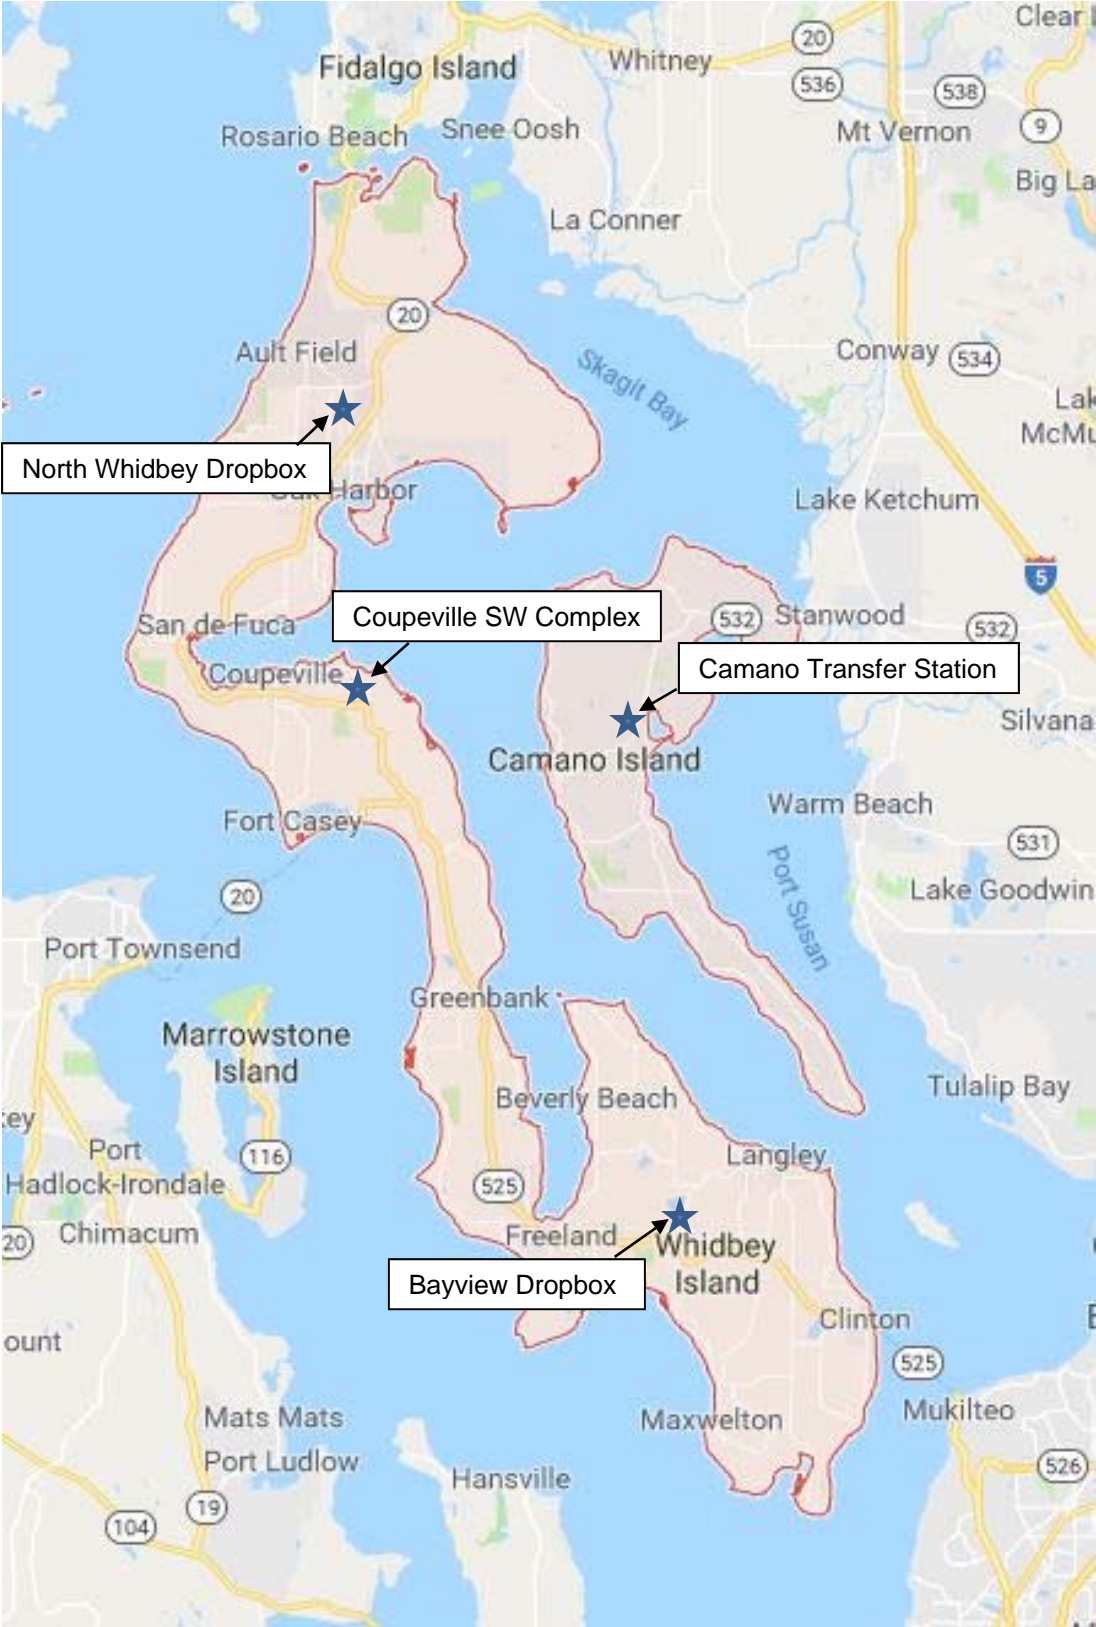 Clear
20
Fidalgo Island
Whitney
536
538
Rosario Beach
Snee Oosh
Mt Vernon
9
Big La
La Conner
20
Ault Field
Skagit Bay
Conway
534
Lak
McMu
North Whidbey Dropbox
Harbor
Lake Ketchum
5
San de Fuca
Coupeville SW Complex
532
Stanwood
532
Coupeville
Camano Transfer Station
Silvana
Camano Island
Warm Beach
Fort Casey
531
Port Susan
20
Lake Goodwin
Port Townsend
Greenbank
Marrowstone
Island
Tulalip Bay
Beverly Beach
key
Port
Hadlock-Irondale
116
Langley
525
20
Chimacum
Freeland
Whidbey
Island
Bayview Dropbox
Clinton
ount
525
Mats Mats
Maxwelton
Mukilteo
Port Ludlow
Hansville
526
19
104